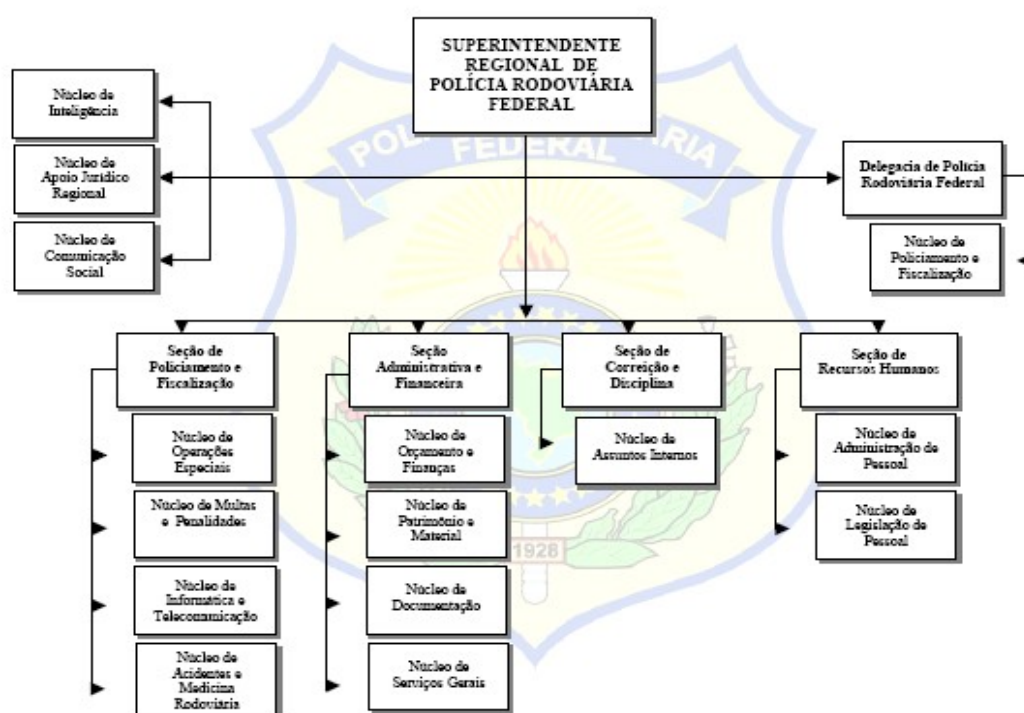 SUPERINTENDENTE
REGIONAL DE
POLÍCIA RODOVIÁRIA
FEDERAL
Núcleo de
Inteligência
Núcleo de
Apoio Jurídico
Regional
Núcleo de
Comunicação
Social
Delegacia de Polícia
Rodoviária Federal
Núcleo de
Policiamento e
Fiscalização
FEDERAL
Seção de
Policiamento e
Fiscalização
Núcleo de
Operações
Especiais
Núcleo de Multas
e Penalidades
Núcleo de
Informática e
Telecomunicação
Núcleo de
Acidentes e
Medicina
Rodoviária
Seção
Administrativa e
Financeira
Núcleo de
Orçamento e
Finanças
Núcleo de
Patrimônio e
Material
Núcleo de
Documentação
Núcleo de
Serviços Gerais
Seção de
Correição e
Disciplina
Núcleo de
Assuntos Internos
Seção de
Recursos Humanos
Núcleo de
Administração de
Pessoal
Núcleo de
Legislação de
Pessoal
1928